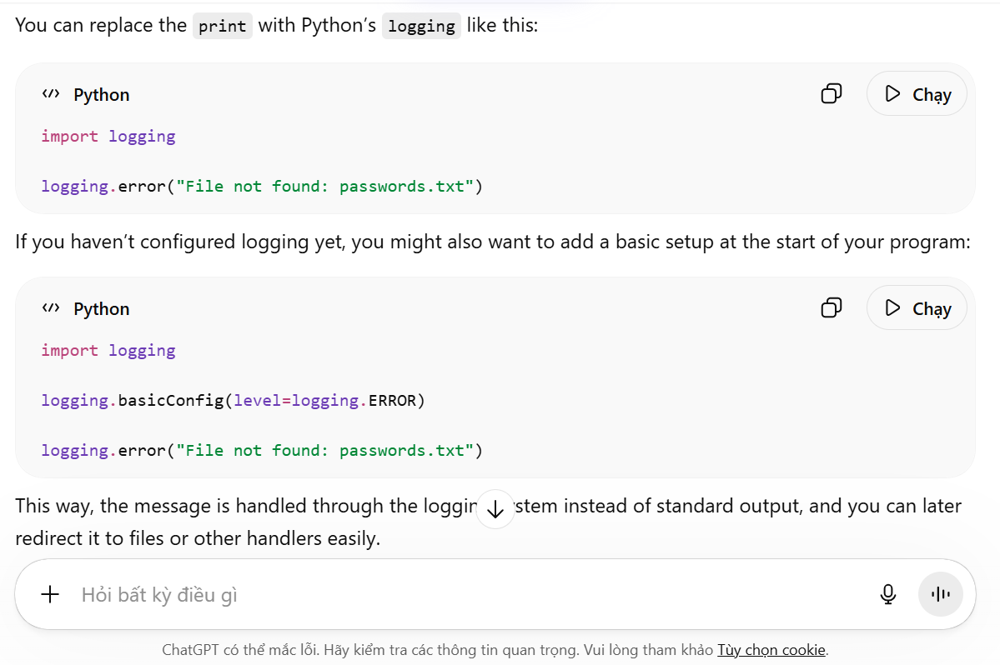 You can replace the print with Python’s logging like this:
Python
Chạy
import logging
logging.error("File not found: passwords.txt")
If you haven’t configured logging yet, you might also want to add a basic setup at the start of your program:
Python
Chạy
import logging
logging.basicConfig(level=logging.ERROR)
logging.error("File not found: passwords.txt")
This way, the message is handled through the loggin stem instead of standard output, and you can later
redirect it to files or other handlers easily.
Hỏi bất kỳ điều gì
ChatGPT có thể mắc lỗi. Hãy kiểm tra các thông tin quan trọng. Vui lòng tham khảo Tùy chọn cookie.